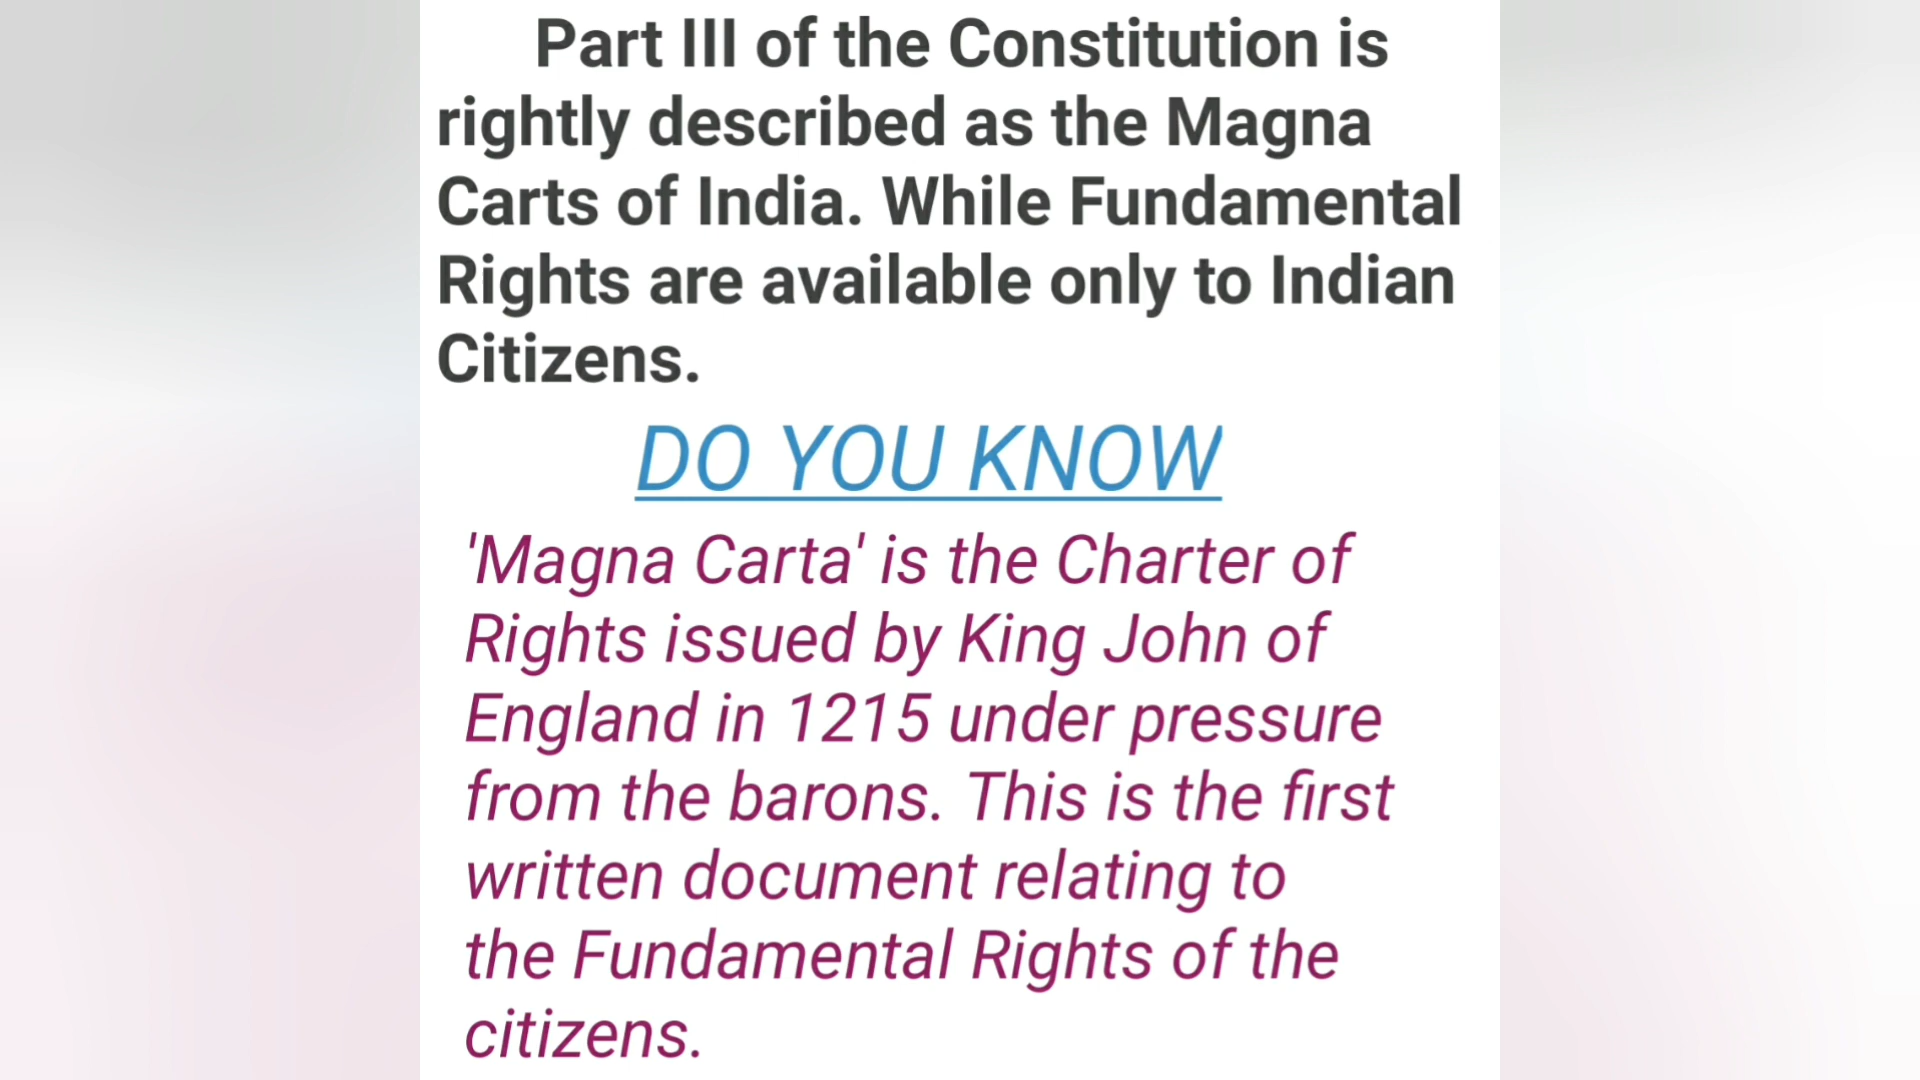 Part III of the Constitution is
rightly described as the Magna
Carts of India. While Fundamental
Rights are available only to Indian
Citizens.
DO YOU KNOW
'Magna Carta' is the Charter of
Rights issued by King John of
England in 1215 under pressure
from the barons. This is the first
written document relating to
the Fundamental Rights of the
citizens.